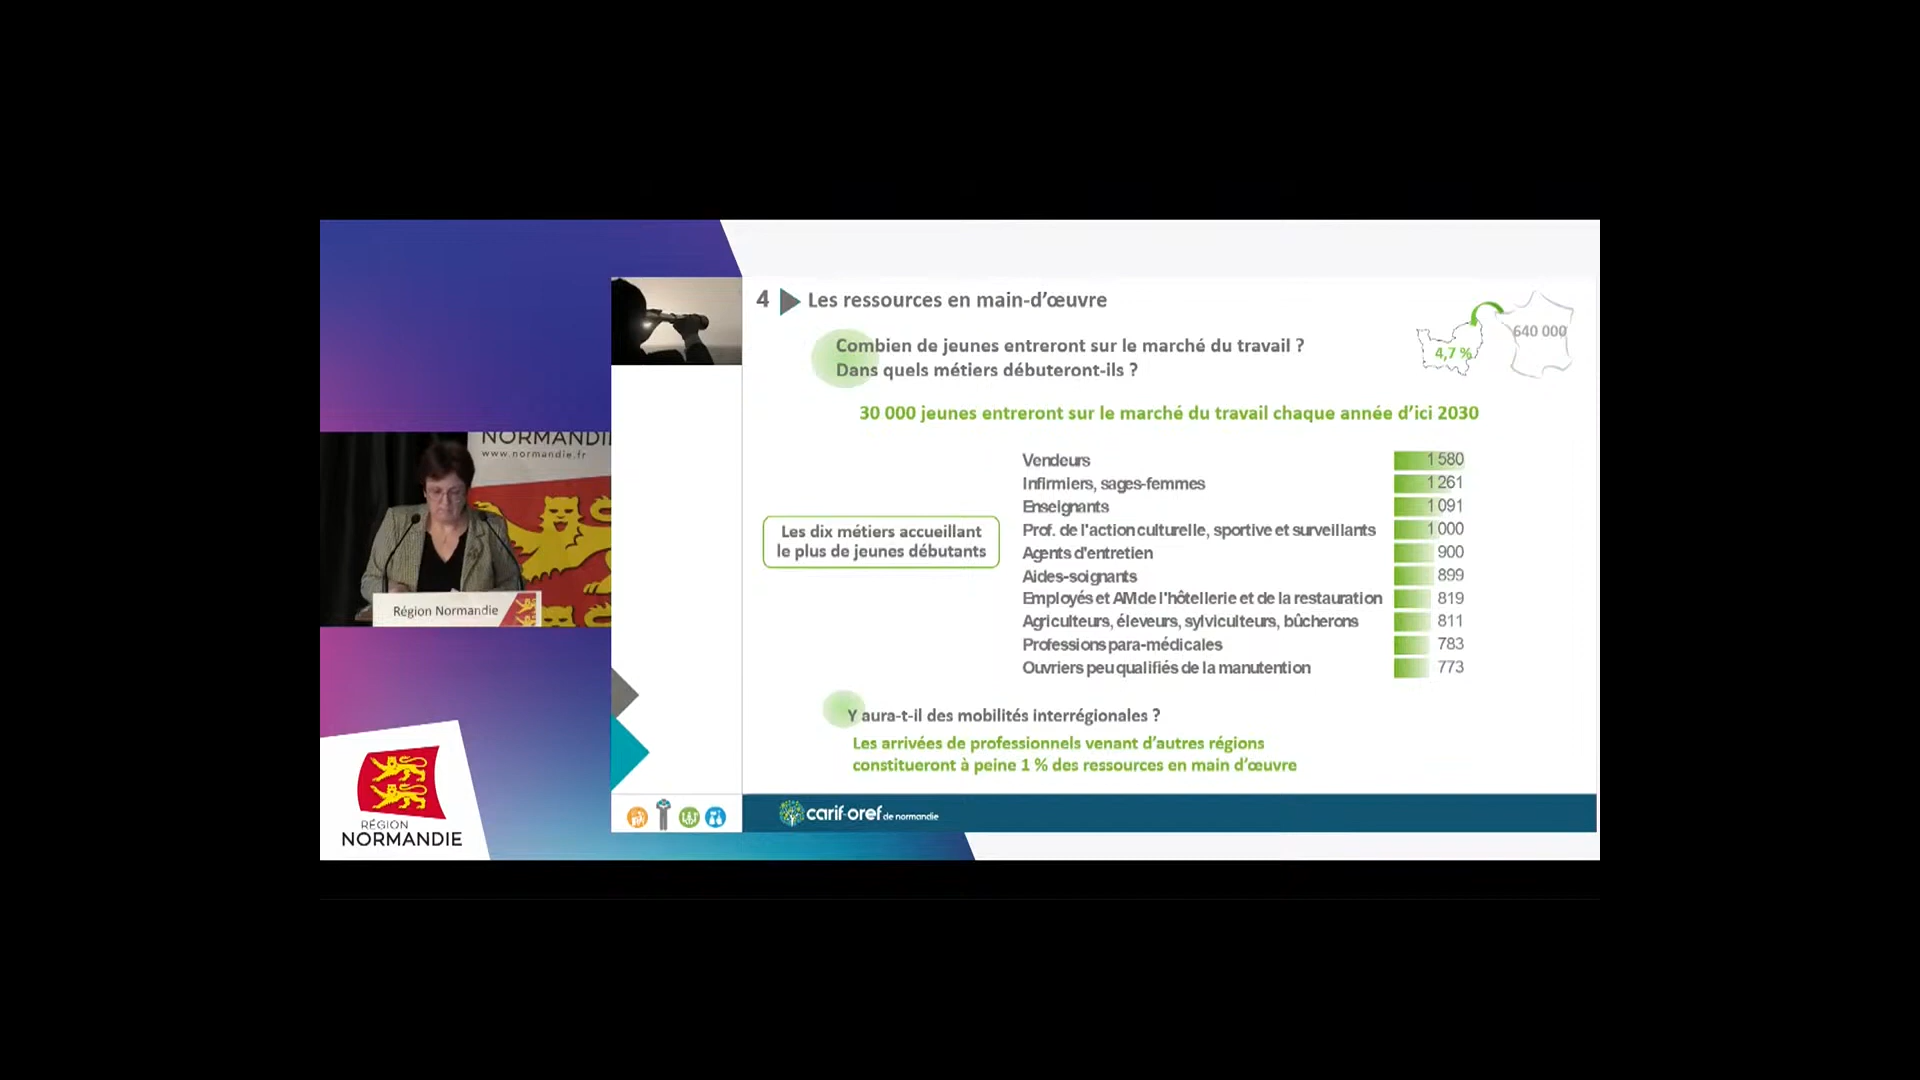 4 Les ressources en main-d'œuvre
Combien de jeunes entreront sur le marché du travail ?
Dans quels métiers débuteront-ils ?
4,7 %
640 000
30 000 jeunes entreront sur le marché du travail chaque année d'ici 2030
Les dix métiers accueillant
le plus de jeunes débutants
Vendeurs 1 580
Infirmiers, sages-femmes 1 261
Enseignants 1 091
Prof. de l'action culturelle, sportive et surveillants 1 000
Agents d'entretien 900
Aides-soignants 899
Employés et AM de l'hôtellerie et de la restauration 819
Agriculteurs, éleveurs, sylviculteurs, bûcherons 811
Professions para-médicales 783
Ouvriers peu qualifiés de la manutention 773
Y aura-t-il des mobilités interrégionales ?
Les arrivées de professionnels venant d'autres régions
constitueront à peine 1 % des ressources en main d'œuvre
carif-oref de normandie
NORMANDIE
www.normandie.fr
Région Normandie
RÉGION
NORMANDIE